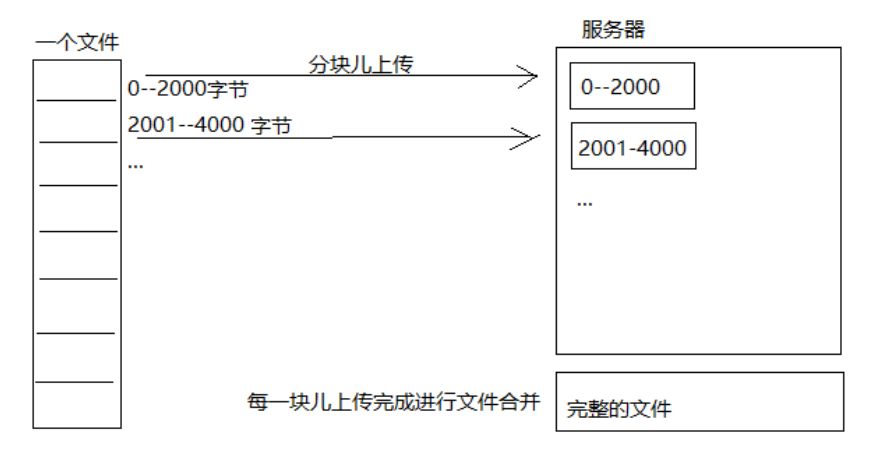 一个文件
服务器
分块儿上传
0--2000字节
0--2000
2001--4000 字节
2001-4000
...
...
每一块儿上传完成进行文件合并
完整的文件